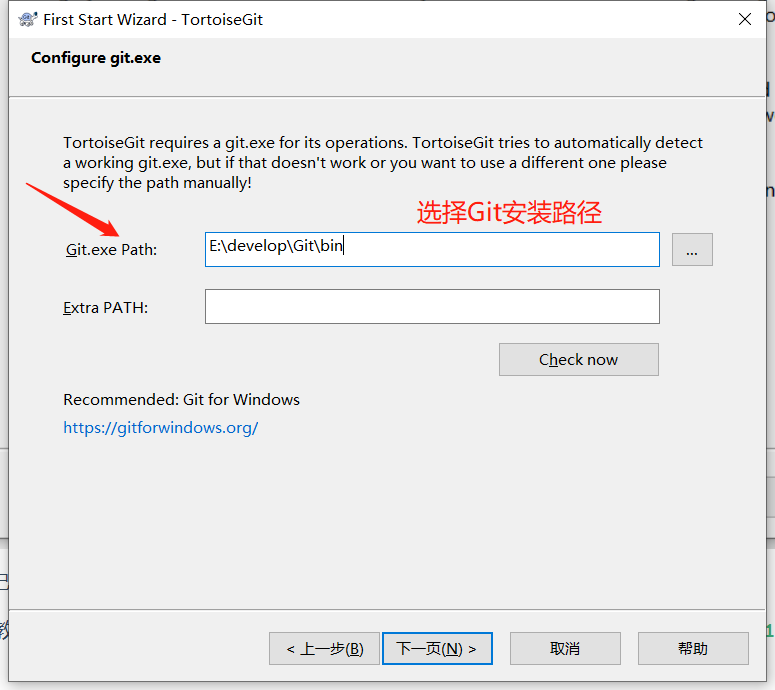 First Start Wizard - TortoiseGit
Configure git.exe
TortoiseGit requires a git.exe for its operations. TortoiseGit tries to automatically detect
a working git.exe, but if that doesn't work or you want to use a different one please
specify the path manually!
选择Git安装路径
Git.exe Path:
E:\develop\Git\bin
...
Extra PATH:
Check now
Recommended: Git for Windows
https://gitforwindows.org/
< 上一步(B)
下一页(N) >
取消
帮助